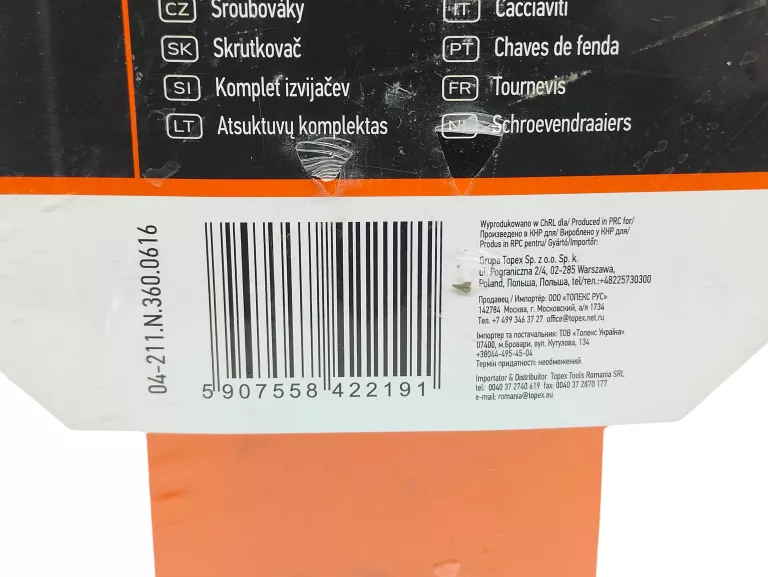 CZ Šroubováky
SK Skrutkovač
SI Komplet izvijačev
LT Atsuktuvų komplektas
IT Cacciaviti
PT Chaves de fenda
FR Tournevis
NL Schroevendraaiers
04-211.N.360.0616
5 907558 422191
Wyprodukowano w ChRL dla/ Produced in PRC for/
Произведено в КНР для/ Вироблено у КНР для/
Produs in RPC pentru/ Gyártó/Importőr:
Grupa Topex Sp. z o.o. Sp. k.
ul. Pograniczna 2/4, 02-285 Warszawa,
Poland, Польша, Польша, tel/тел.:+48225730300
Продавец / Импортёр: ООО «ТОПЕКС РУС»
142784 Москва, г. Московский, а/я 1734
Тел. +7 499 346 37 27 office@topex.net.ru
Імпортер та постачальник: ТОВ «Топекс Україна»
07400, м.Бровари, вул. Кутузова, 134
+38044-495-45-04
Термін придатності: необмежений
Importator & Distribuitor Topex Tools Romania SRL
tel: 0040 37 2740 619 fax: 0040 37 2870 177
e-mail: romania@topex.eu